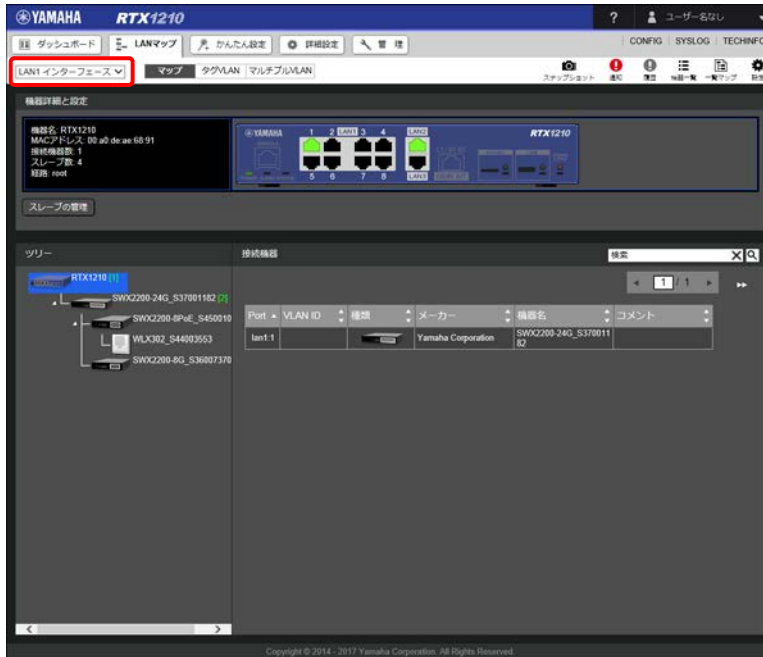 YAMAHA RTX1210 ? ユーザー名なし
ダッシュボード LANマップ かんたん設定 詳細設定 管 理 CONFIG SYSLOG TECHINFO
LAN1 インターフェース マップ タグVLAN マルチプルVLAN スナップショット 通知 履歴 機器一覧 一覧マップ
機器詳細と設定
機器名: RTX1210
MACアドレス: 00:a0:de:ae:68:91
接続機器数: 1
スレーブ数: 4
経路: root
YAMAHA 1 2 LAN1 3 4 LAN2 RTX1210
5 6 7 8 LAN3
スレーブの管理
ツリー
RTX1210 [1]
SWX2200-24G_S37001182 [2]
SWX2200-8PoE_S450010
WLX302_S44003553
SWX2200-8G_S36007370
接続機器 検索
1 / 1
Port VLAN ID 種類 メーカー 機器名 コメント
lan1:1 Yamaha Corporation SWX2200-24G_S370011
82
Copyright © 2014 - 2017 Yamaha Corporation. All Rights Reserved.